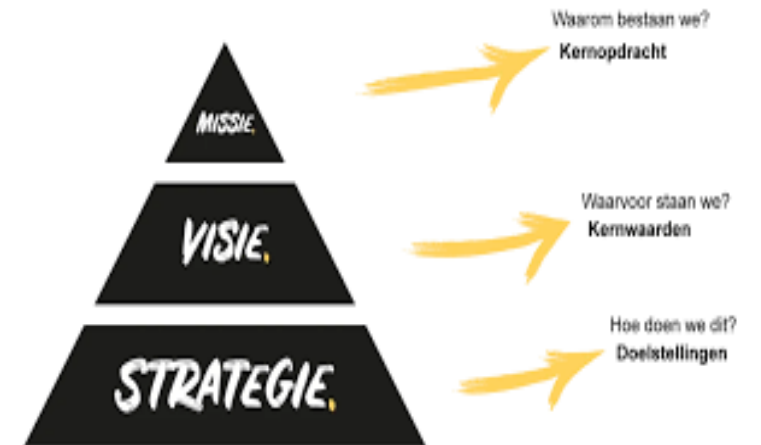 Waarom bestaan we?
Kernopdracht
MISSIE.
Waarvoor staan we?
Kernwaarden
VISIE.
Hoe doen we dit?
Doelstellingen
STRATEGIE.